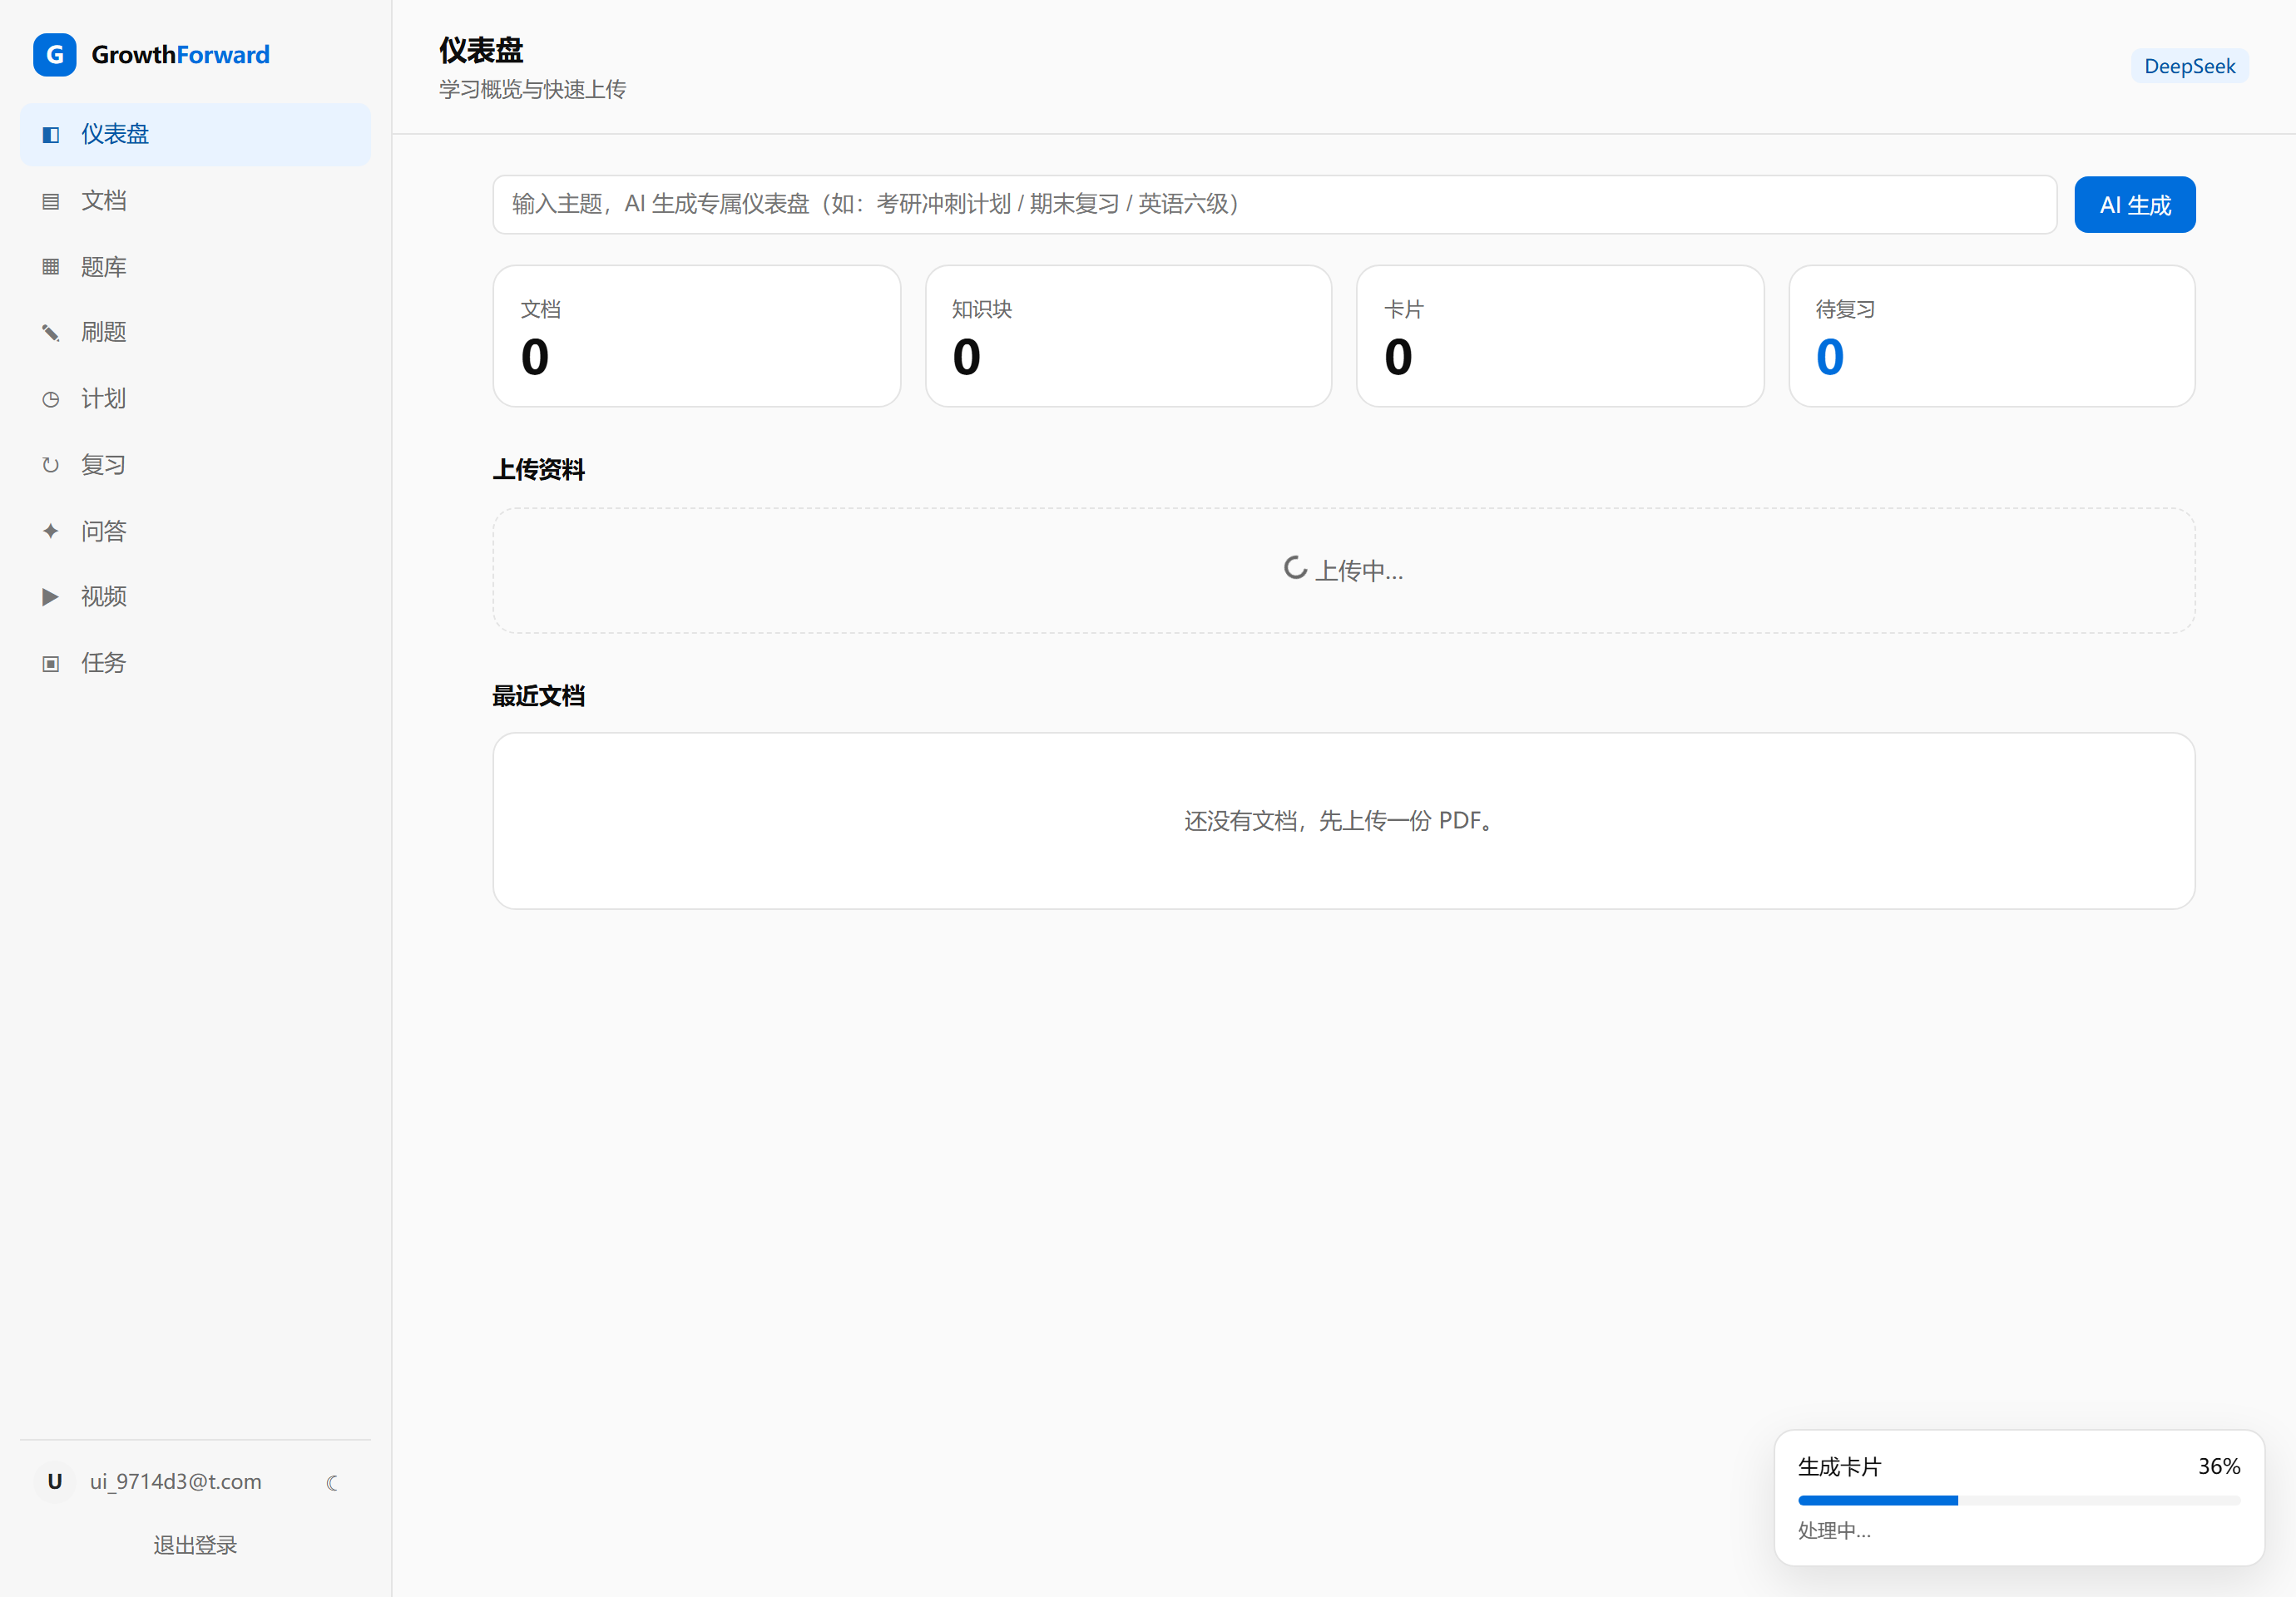 G GrowthForward
仪表盘
文档
题库
刷题
计划
复习
问答
视频
任务
U ui_9714d3@t.com
退出登录
仪表盘
学习概览与快速上传
DeepSeek
输入主题，AI 生成专属仪表盘（如：考研冲刺计划 / 期末复习 / 英语六级）
AI 生成
文档
0
知识块
0
卡片
0
待复习
0
上传资料
上传中...
最近文档
还没有文档，先上传一份 PDF。
生成卡片 36%
处理中...